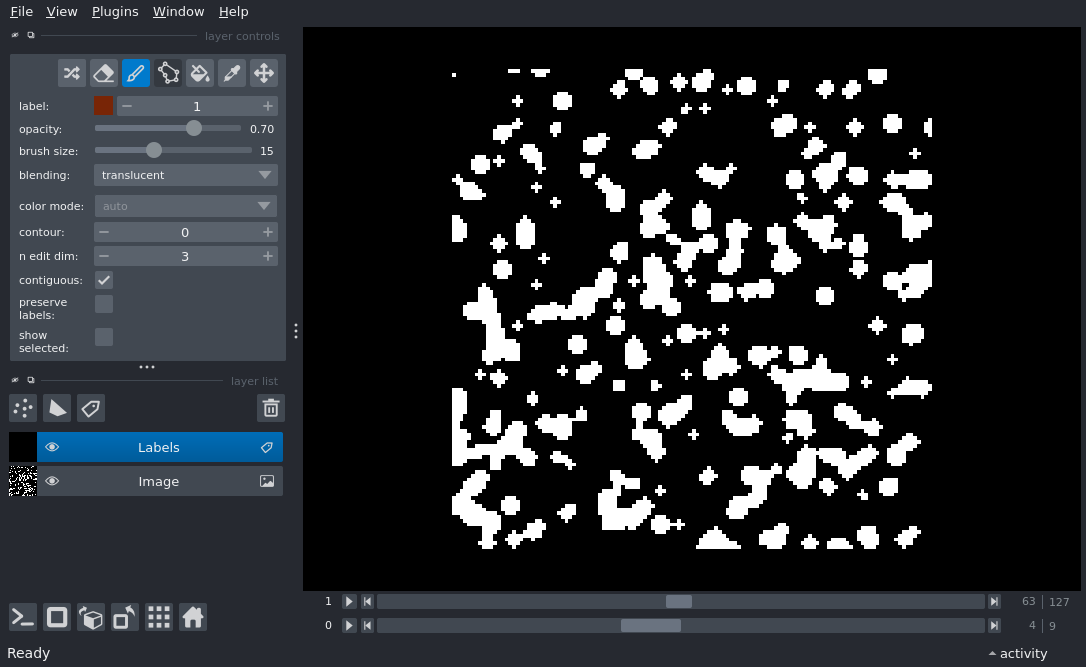 File View Plugins Window Help
layer controls
label: 1
opacity: 0.70
brush size: 15
blending: translucent
color mode: auto
contour: 0
n edit dim: 3
contiguous:
preserve
labels:
show
selected:
layer list
Labels
Image
1 63 127
0 4 9
Ready activity